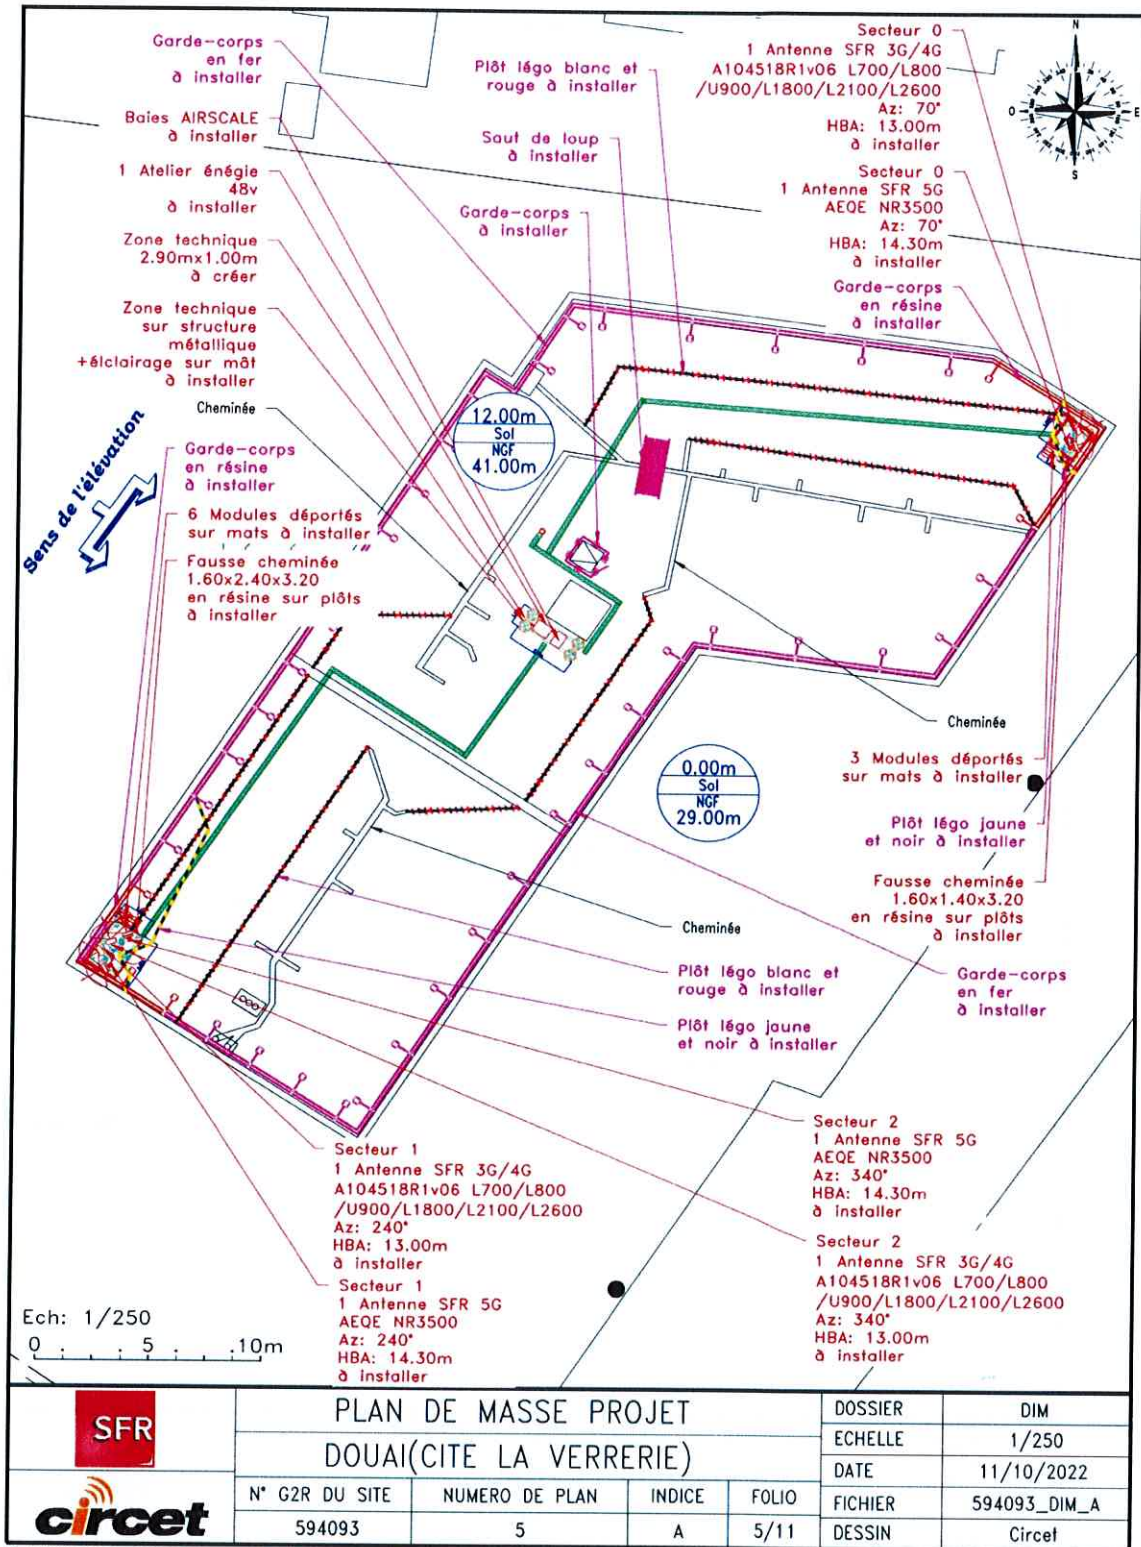 Garde-corps
en fer
à installer
Baies AIRSCALE
à installer
1 Atelier énégie
48v
à installer
Zone technique
2.90mx1.00m
à créer
Zone technique
sur structure
métallique
+élclairage sur môt
à installer
Cheminée
Sens de l'élévation
Garde-corps
en résine
à installer
6 Modules déportés
sur mats à installer
Fausse cheminée
1.60x2.40x3.20
en résine sur plôts
à installer
Plôt légo blanc et
rouge à installer
Saut de loup
à installer
Garde-corps
à installer
Secteur 0
1 Antenne SFR 3G/4G
A104518R1v06 L700/L800
/U900/L1800/L2100/L2600
Az: 70°
HBA: 13.00m
à installer
Secteur 0
1 Antenne SFR 5G
AEQE NR3500
Az: 70°
HBA: 14.30m
à installer
Garde-corps
en résine
à installer
N
O
E
S
12.00m
Sol
NGF
41.00m
0.00m
Sol
NGF
29.00m
Cheminée
3 Modules déportés
sur mats à installer
Plôt légo jaune
et noir à installer
Fausse cheminée
1.60x1.40x3.20
en résine sur plôts
à installer
Cheminée
Plôt légo blanc et
rouge à installer
Plôt légo jaune
et noir à installer
Garde-corps
en fer
à installer
Secteur 1
1 Antenne SFR 3G/4G
A104518R1v06 L700/L800
/U900/L1800/L2100/L2600
Az: 240°
HBA: 13.00m
à installer
Secteur 1
1 Antenne SFR 5G
AEQE NR3500
Az: 240°
HBA: 14.30m
à installer
Secteur 2
1 Antenne SFR 5G
AEQE NR3500
Az: 340°
HBA: 14.30m
à installer
Secteur 2
1 Antenne SFR 3G/4G
A104518R1v06 L700/L800
/U900/L1800/L2100/L2600
Az: 340°
HBA: 13.00m
à installer
Ech: 1/250
0 5 10m
SFR
circet
PLAN DE MASSE PROJET
DOUAI(CITE LA VERRERIE)
N° G2R DU SITE NUMERO DE PLAN INDICE FOLIO
594093 5 A 5/11
DOSSIER DIM
ECHELLE 1/250
DATE 11/10/2022
FICHIER 594093_DIM_A
DESSIN Circet